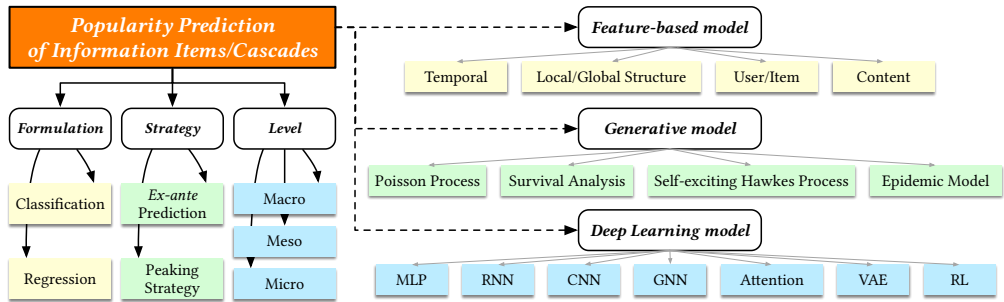 Popularity Prediction
of Information Items/Cascades
Formulation
Strategy
Level
Classification
Regression
Ex-ante
Prediction
Peaking
Strategy
Macro
Meso
Micro
Feature-based model
Temporal
Local/Global Structure
User/Item
Content
Generative model
Poisson Process
Survival Analysis
Self-exciting Hawkes Process
Epidemic Model
Deep Learning model
MLP
RNN
CNN
GNN
Attention
VAE
RL